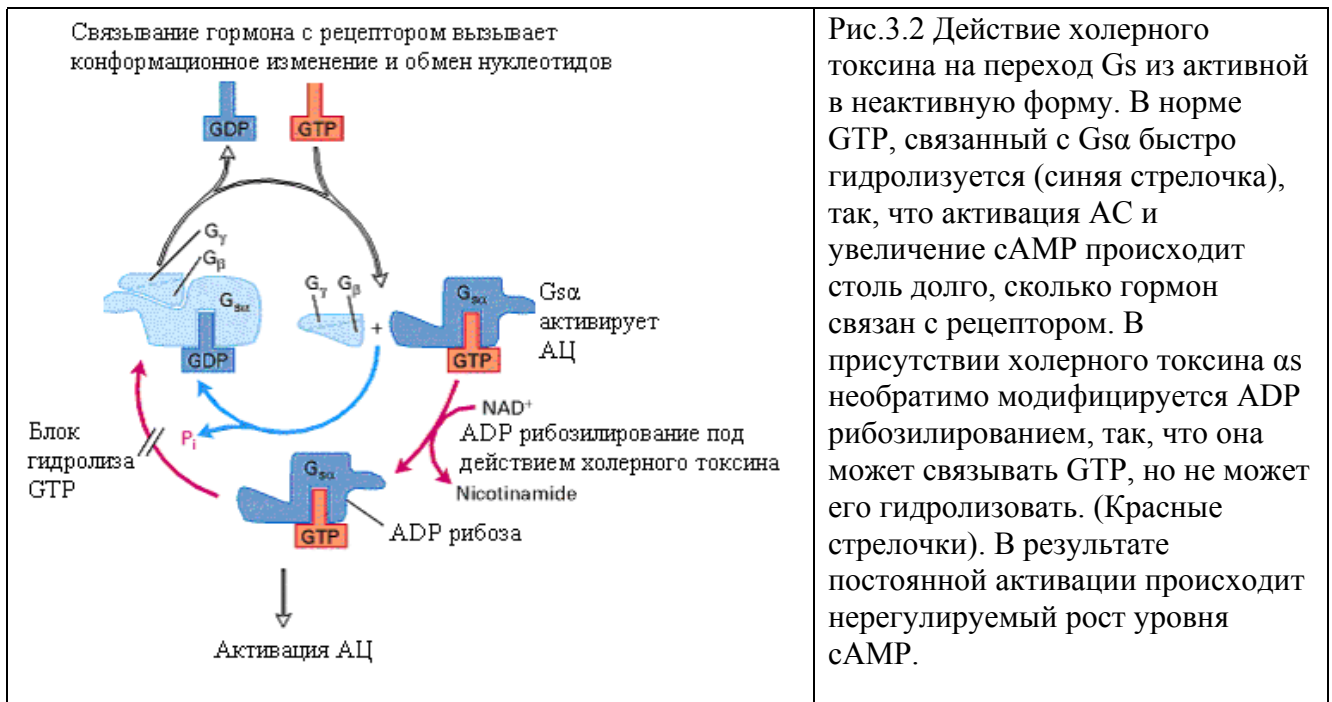 Связывание гормона с рецептором вызывает
конформационное изменение и обмен нуклеотидов
GDP
GTP
Gγ
Gβ
Gsα
GDP
Gγ Gβ
+
Gsα
GTP
Gsα
активирует
АЦ
NAD+
ADP рибозилирование под
действием холерного токсина
Nicotinamide
Pi
Блок
гидролиза
GTP
Gsα
GTP
ADP рибоза
Активация АЦ
Рис.3.2 Действие холерного
токсина на переход Gs из активной
в неактивную форму. В норме
GTP, связанный с Gsα быстро
гидролизуется (синяя стрелочка),
так, что активация АС и
увеличение сАМР происходит
столь долго, сколько гормон
связан с рецептором. В
присутствии холерного токсина αs
необратимо модифицируется ADP
рибозилированием, так, что она
может связывать GTP, но не может
его гидролизовать. (Красные
стрелочки). В результате
постоянной активации происходит
нерегулируемый рост уровня
сАМР.